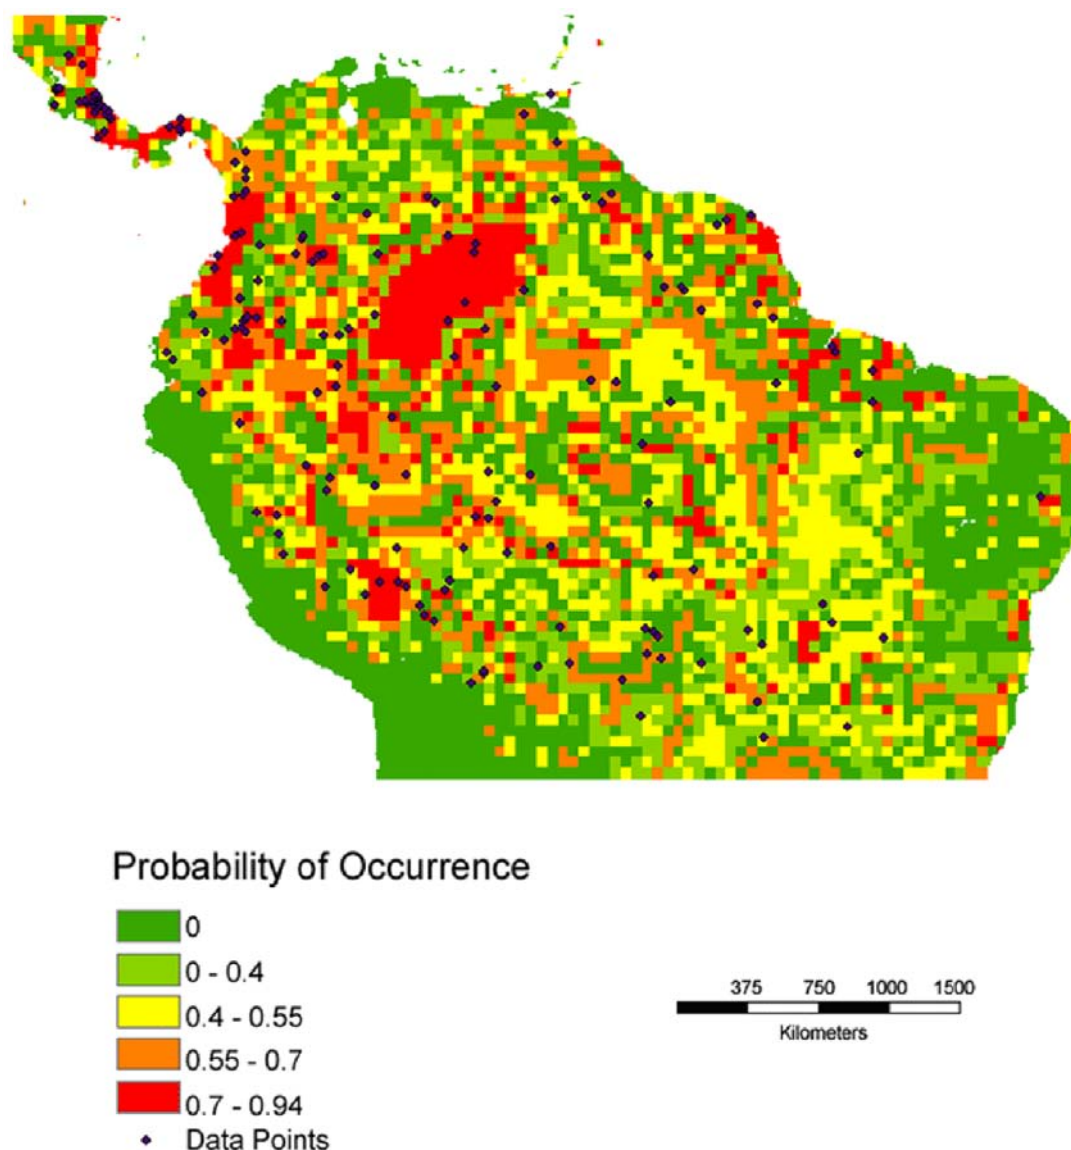 Probability of Occurrence
0
0 - 0.4
0.4 - 0.55
0.55 - 0.7
0.7 - 0.94
Data Points
375 750 1000 1500
Kilometers